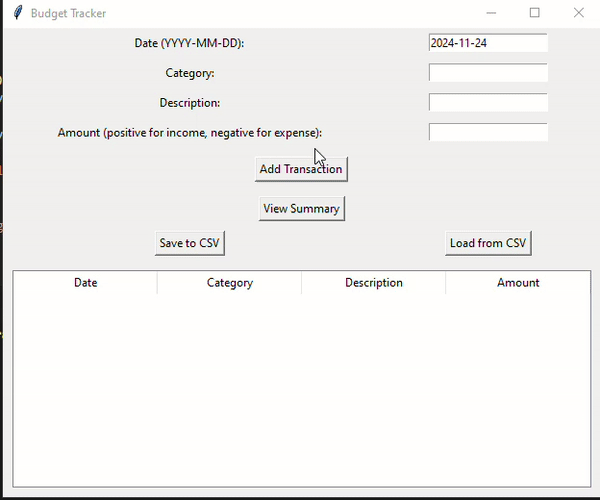 Budget Tracker
Date (YYYY-MM-DD): 2024-11-24
Category:
Description:
Amount (positive for income, negative for expense):
Add Transaction
View Summary
Save to CSV Load from CSV
Date Category Description Amount